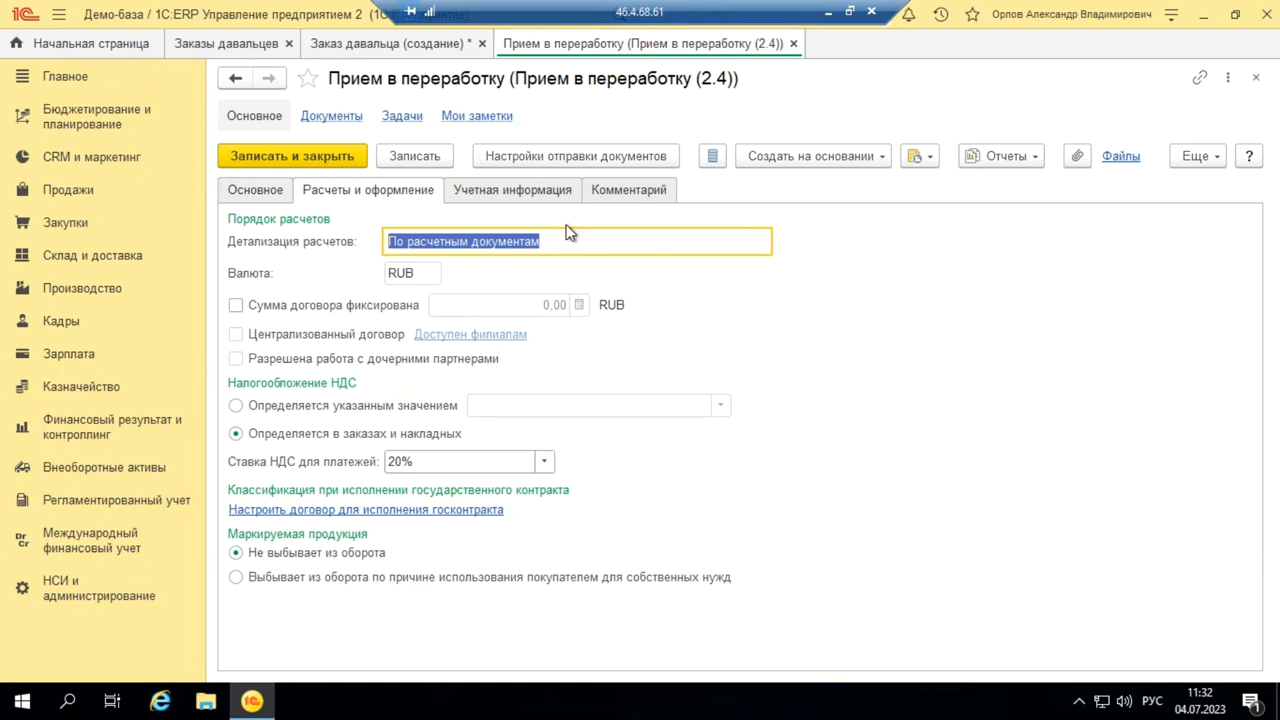 Демо-база / 1С:ERP Управление предприятием 2 (1С:Предприятие)
46.4.68.61
Орлов Александр Владимирович
Начальная страница
Заказы давальцев
Заказ давальца (создание) *
Прием в переработку (Прием в переработку (2.4))
Главное
Бюджетирование и
планирование
CRM и маркетинг
Продажи
Закупки
Склад и доставка
Производство
Кадры
Зарплата
Казначейство
Финансовый результат и
контроллинг
Внеоборотные активы
Регламентированный учет
Международный
финансовый учет
НСИ и
администрирование
Прием в переработку (Прием в переработку (2.4))
Основное Документы Задачи Мои заметки
Записать и закрыть Записать Настройки отправки документов Создать на основании Отчеты Файлы Еще ?
Основное Расчеты и оформление Учетная информация Комментарий
Порядок расчетов
Детализация расчетов: По расчетным документам
Валюта: RUB
Сумма договора фиксирована 0,00 RUB
Централизованный договор Доступен филиалам
Разрешена работа с дочерними партнерами
Налогообложение НДС
Определяется указанным значением
Определяется в заказах и накладных
Ставка НДС для платежей: 20%
Классификация при исполнении государственного контракта
Настроить договор для исполнения госконтракта
Маркируемая продукция
Не выбывает из оборота
Выбывает из оборота по причине использования покупателем для собственных нужд
РУС
11:32
04.07.2023
1